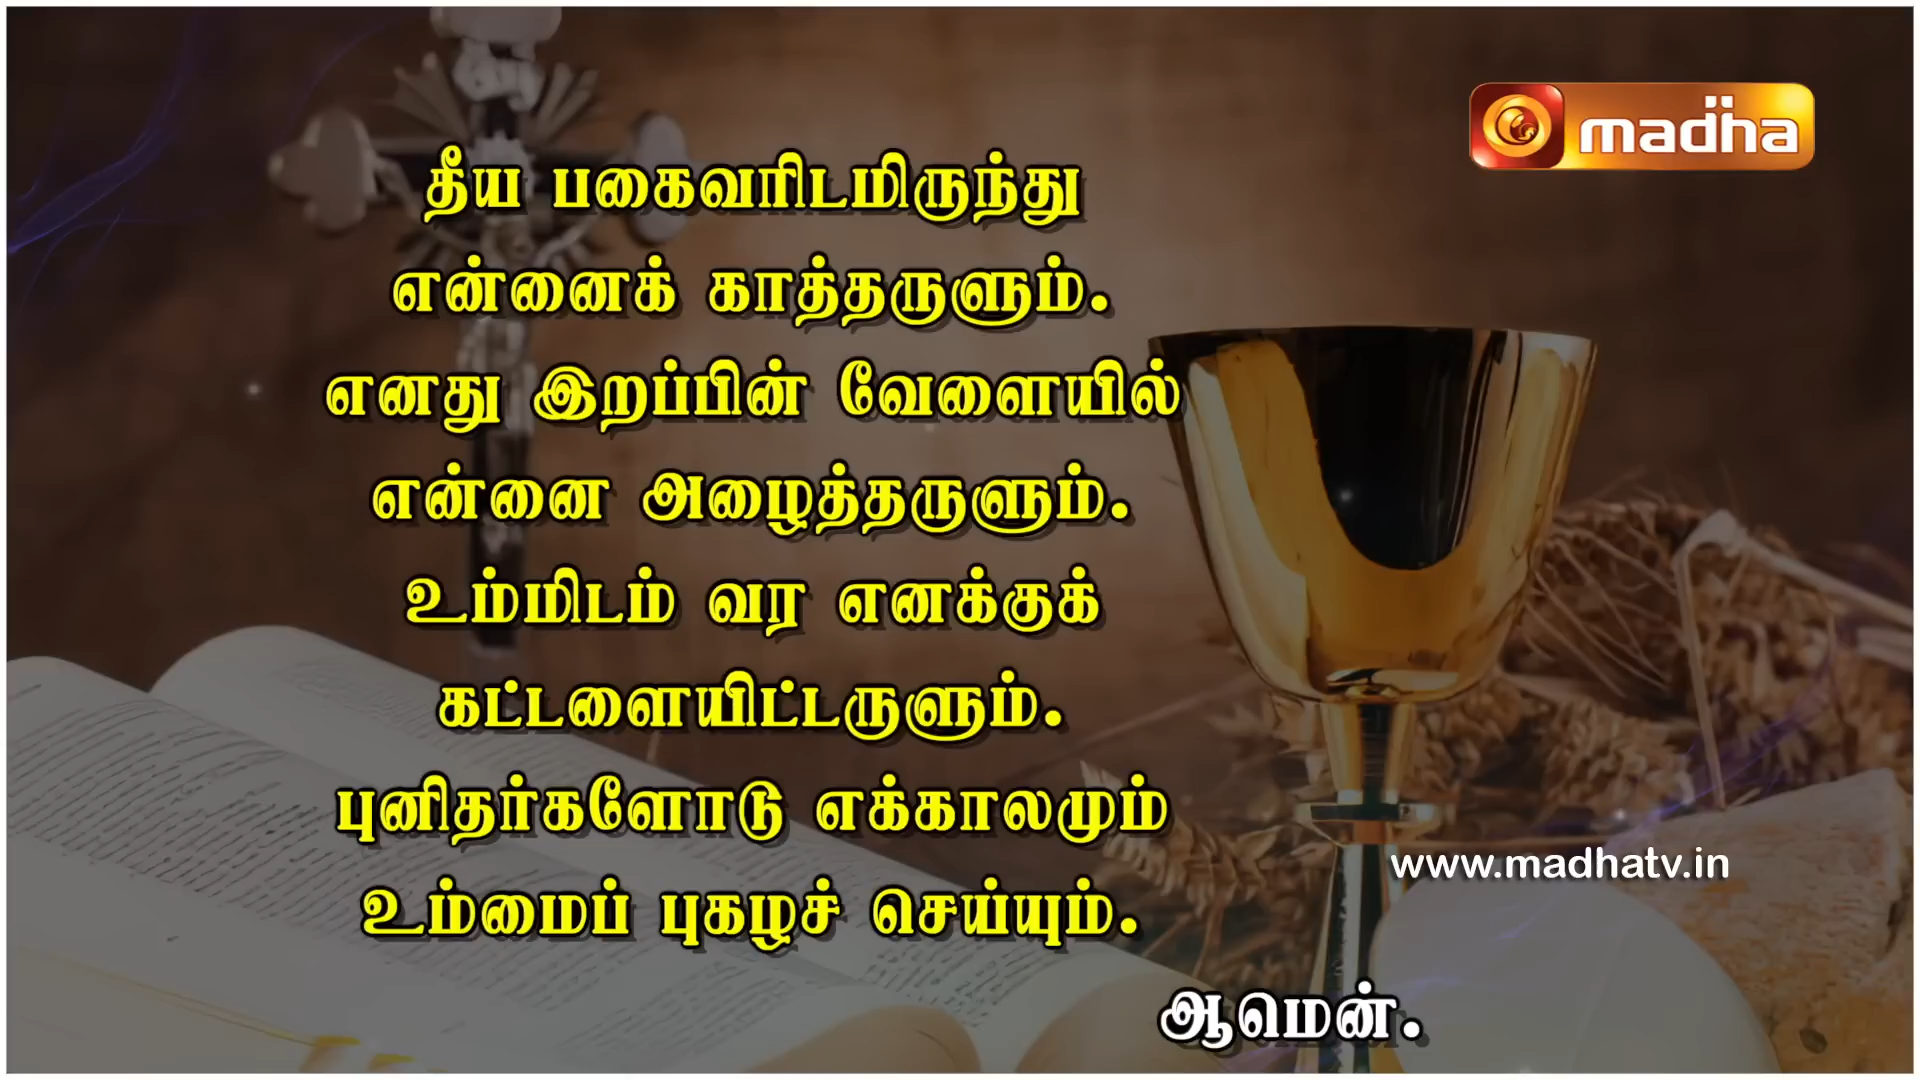 madha
தீய பகைவரிடமிருந்து
என்னைக் காத்தருளும்.
எனது இறப்பின் வேளையில்
என்னை அழைத்தருளும்.
உம்மிடம் வர எனக்குக்
கட்டளையிட்டருளும்.
புனிதர்களோடு எக்காலமும்
www.madhatv.in
உம்மைப் புகழச் செய்யும்.
ஆமென்.